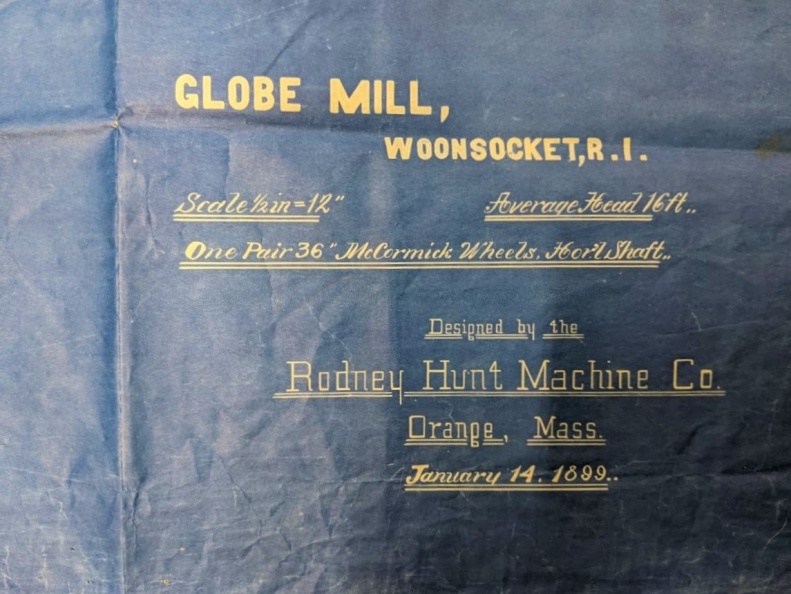 GLOBE MILL,
WOONSOCKET, R.I.
Scale ½ in = 12" Average Head 16 ft..
One Pair 36" McCormick Wheels. Hor'l Shaft..
Designed by the
Rodney Hunt Machine Co.
Orange, Mass.
January 14. 1899..